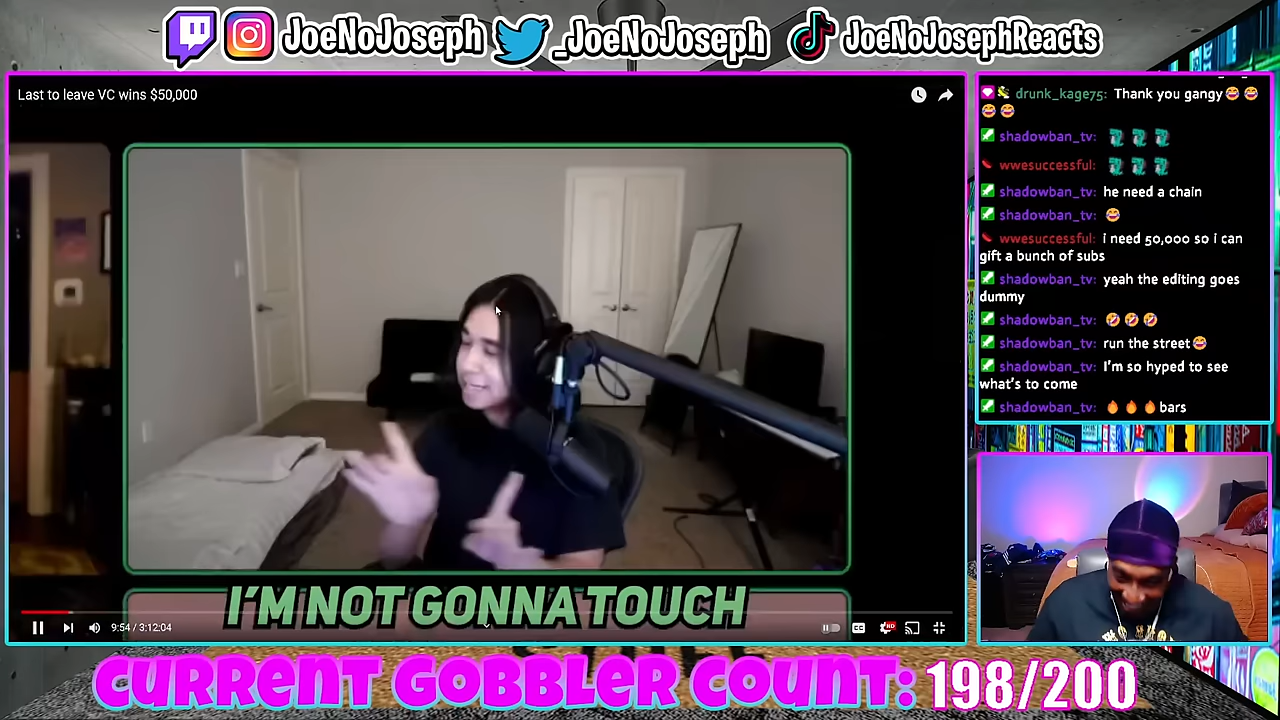 JoeNoJoseph _JoeNoJoseph JoeNoJosephReacts
Last to leave VC wins $50,000
I'M NOT GONNA TOUCH
9:54 / 3:12:04
CC
HD
drunk_kage75: Thank you gangy
shadowban_tv:
wwesuccessful:
shadowban_tv: he need a chain
shadowban_tv:
wwesuccessful: i need 50,000 so i can
gift a bunch of subs
shadowban_tv: yeah the editing goes
dummy
shadowban_tv:
shadowban_tv: run the street
shadowban_tv: I'm so hyped to see
what's to come
shadowban_tv: bars
CURRENT GOBBLER COUNT: 198/200